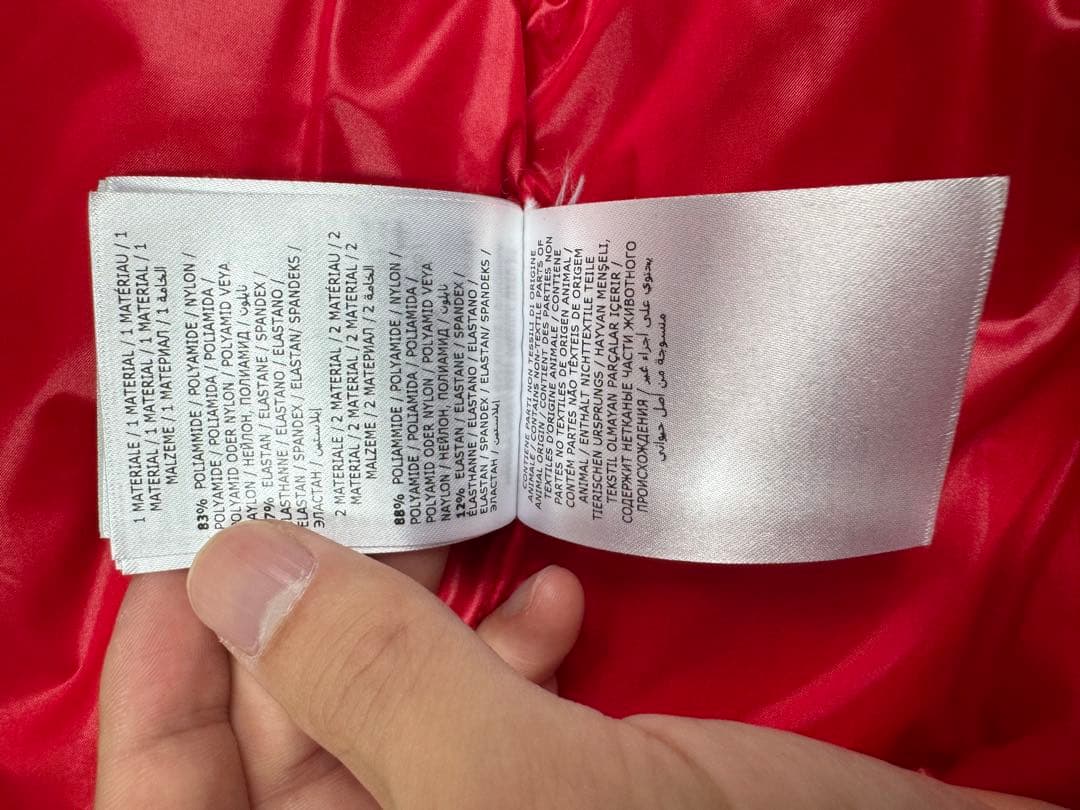 1 MATERIALE / 1 MATERIAL / 1 MATÉRIAU / 1
MATERIAL / 1 MATERIAL / 1 MATERIAL / 1
MALZEME / 1 МАТЕРИАЛ / 1 الخامة
83% POLIAMMIDE / POLYAMIDE / NYLON /
POLYAMIDE / POLIAMIDA / POLIAMIDA /
POLYAMID ODER NYLON / POLYAMID VEYA
NAYLON / НЕЙЛОН, ПОЛИАМИД / نايلون
7% ELASTAN / ELASTANE / SPANDEX /
ÉLASTHANNE / ELASTANO / ELASTANO /
ELASTAN / SPANDEX / ELASTAN / SPANDEKS /
ЭЛАСТАН / إيلاستين
2 MATERIALE / 2 MATERIAL / 2 MATÉRIAU / 2
MATERIAL / 2 MATERIAL / 2 MATERIAL / 2
MALZEME / 2 МАТЕРИАЛ / 2 الخامة
88% POLIAMMIDE / POLYAMIDE / NYLON /
POLYAMIDE / POLIAMIDA / POLIAMIDA /
POLYAMID ODER NYLON / POLYAMID VEYA
NAYLON / НЕЙЛОН, ПОЛИАМИД / نايلون
12% ELASTAN / ELASTANE / SPANDEX /
ÉLASTHANNE / ELASTANO / ELASTANO /
ELASTAN / SPANDEX / ELASTAN/ SPANDEKS /
ЭЛАСТАН / إيلاستين
CONTIENE PARTI NON TESSILI DI ORIGINE
ANIMALE / CONTAINS NON-TEXTILE PARTS OF
ANIMAL ORIGIN / CONTIENT DES PARTIES NON
TEXTILES D'ORIGINE ANIMALE / CONTIENE
PARTES NO TEXTILES DE ORIGEN ANIMAL /
CONTÉM PARTES NÃO TÊXTEIS DE ORIGEM
ANIMAL / ENTHÄLT NICHTTEXTILE TEILE
TIERISCHEN URSPRUNGS / HAYVAN MENŞELİ,
TEKSTİL OLMAYAN PARÇALAR İÇERİR /
СОДЕРЖИТ НЕТКАНЫЕ ЧАСТИ ЖИВОТНОГО
ПРОИСХОЖДЕНИЯ / يحتوي على أجزاء غير
منسوجة من أصل حيواني